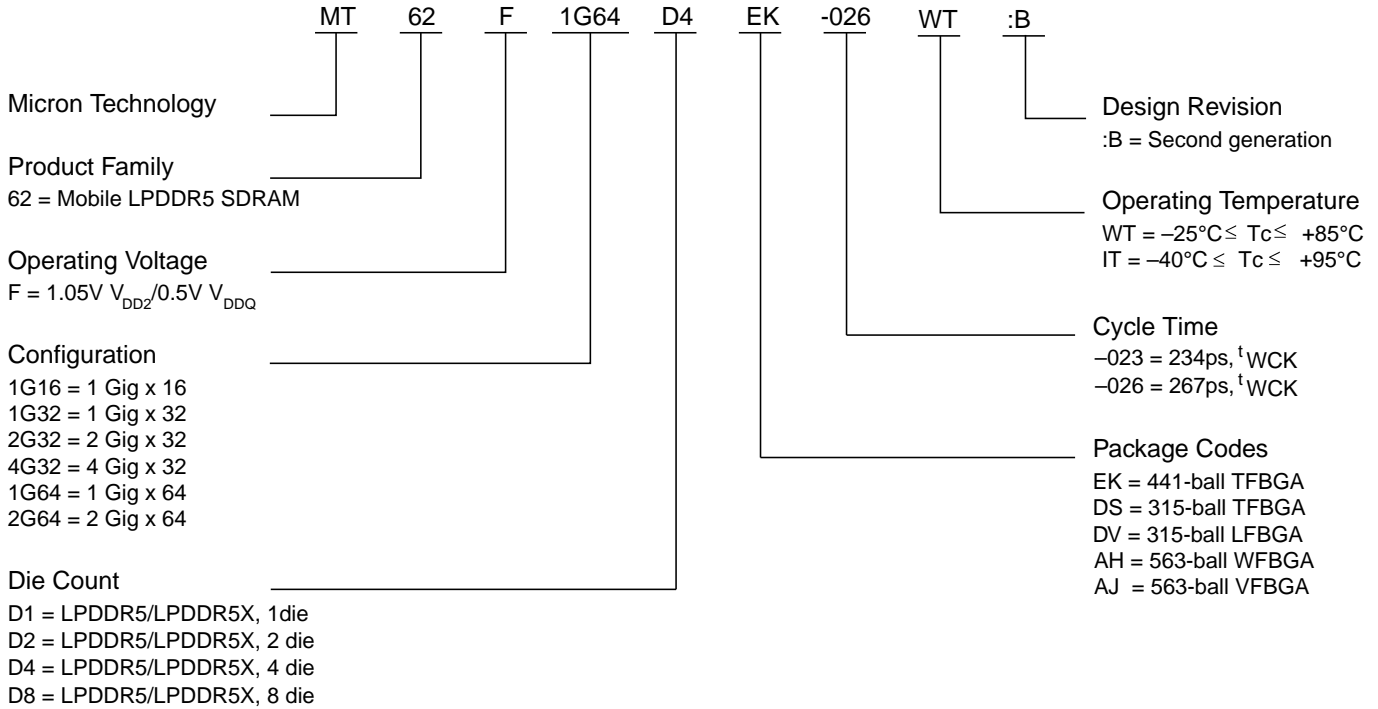 MT 62 F 1G64 D4 EK -026 WT :B
Micron Technology
Product Family
62 = Mobile LPDDR5 SDRAM
Operating Voltage
F = 1.05V VDD2/0.5V VDDQ
Configuration
1G16 = 1 Gig x 16
1G32 = 1 Gig x 32
2G32 = 2 Gig x 32
4G32 = 4 Gig x 32
1G64 = 1 Gig x 64
2G64 = 2 Gig x 64
Die Count
D1 = LPDDR5/LPDDR5X, 1die
D2 = LPDDR5/LPDDR5X, 2 die
D4 = LPDDR5/LPDDR5X, 4 die
D8 = LPDDR5/LPDDR5X, 8 die
Design Revision
:B = Second generation
Operating Temperature
WT = –25°C ≤ Tc ≤ +85°C
IT = –40°C ≤ Tc ≤ +95°C
Cycle Time
–023 = 234ps, tWCK
–026 = 267ps, tWCK
Package Codes
EK = 441-ball TFBGA
DS = 315-ball TFBGA
DV = 315-ball LFBGA
AH = 563-ball WFBGA
AJ = 563-ball VFBGA